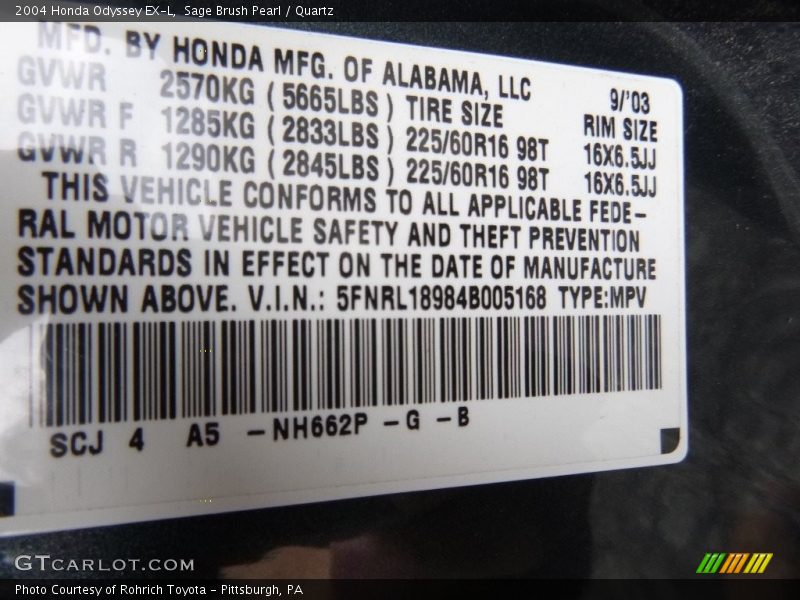 2004 Honda Odyssey EX-L, Sage Brush Pearl / Quartz
MFD. BY HONDA MFG. OF ALABAMA, LLC 9/'03
GVWR 2570KG ( 5665LBS ) TIRE SIZE RIM SIZE
GVWR F 1285KG ( 2833LBS ) 225/60R16 98T 16X6.5JJ
GVWR R 1290KG ( 2845LBS ) 225/60R16 98T 16X6.5JJ
THIS VEHICLE CONFORMS TO ALL APPLICABLE FEDE-
RAL MOTOR VEHICLE SAFETY AND THEFT PREVENTION
STANDARDS IN EFFECT ON THE DATE OF MANUFACTURE
SHOWN ABOVE. V.I.N.: 5FNRL18984B005168 TYPE:MPV
SCJ 4 A5 -NH662P -G -B
GTCARLOT.COM
Photo Courtesy of Rohrich Toyota - Pittsburgh, PA